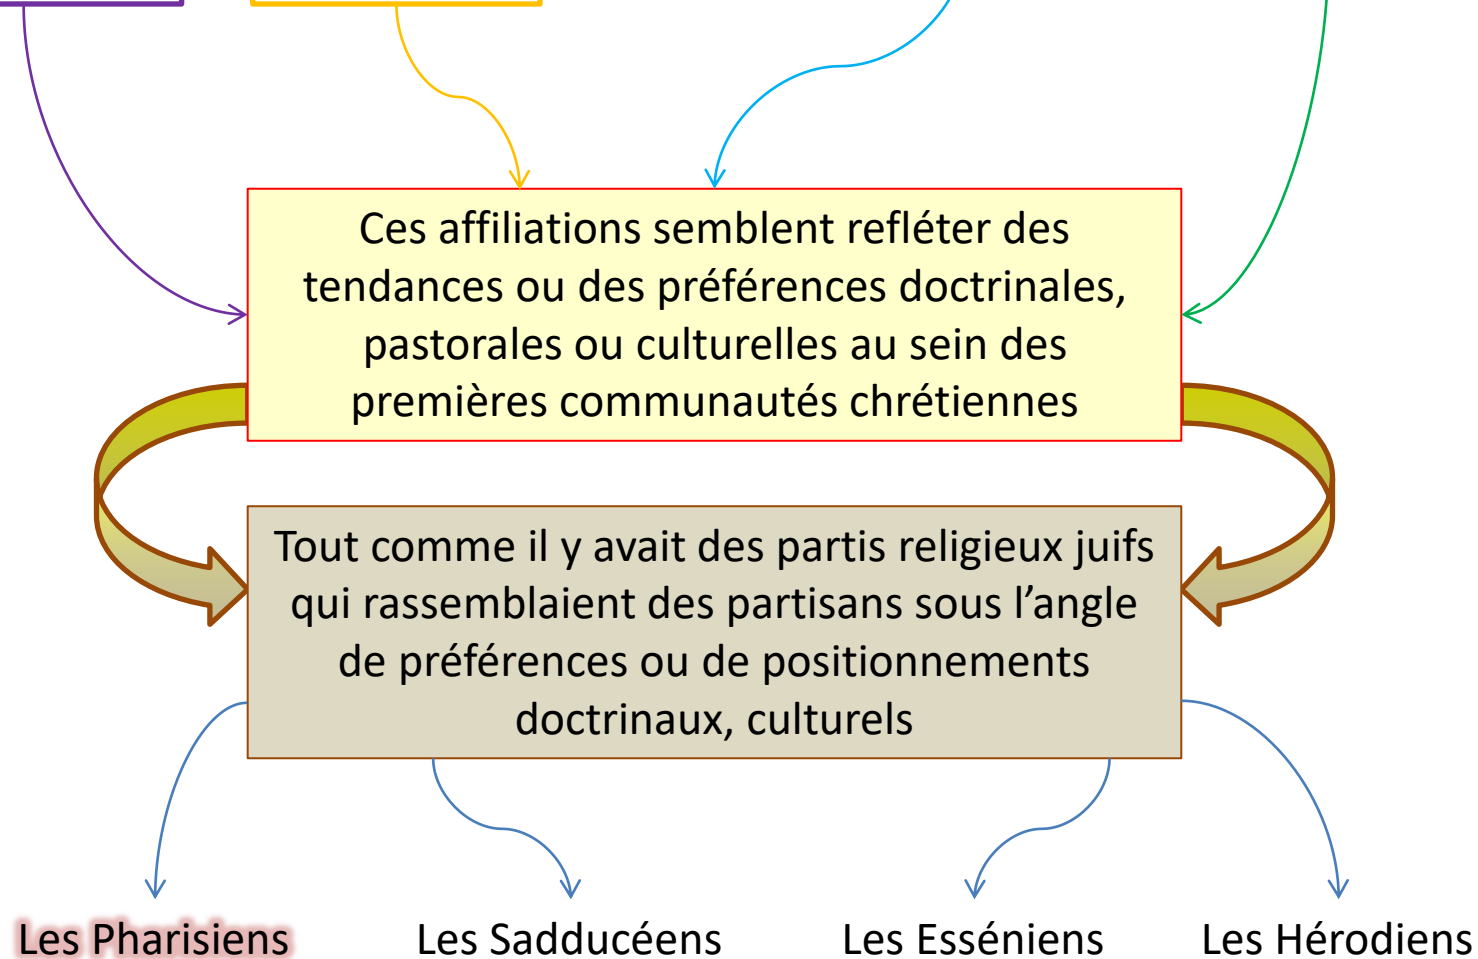 Ces affiliations semblent refléter des
tendances ou des préférences doctrinales,
pastorales ou culturelles au sein des
premières communautés chrétiennes
Tout comme il y avait des partis religieux juifs
qui rassemblaient des partisans sous l’angle
de préférences ou de positionnements
doctrinaux, culturels
Les Pharisiens Les Sadducéens Les Esséniens Les Hérodiens